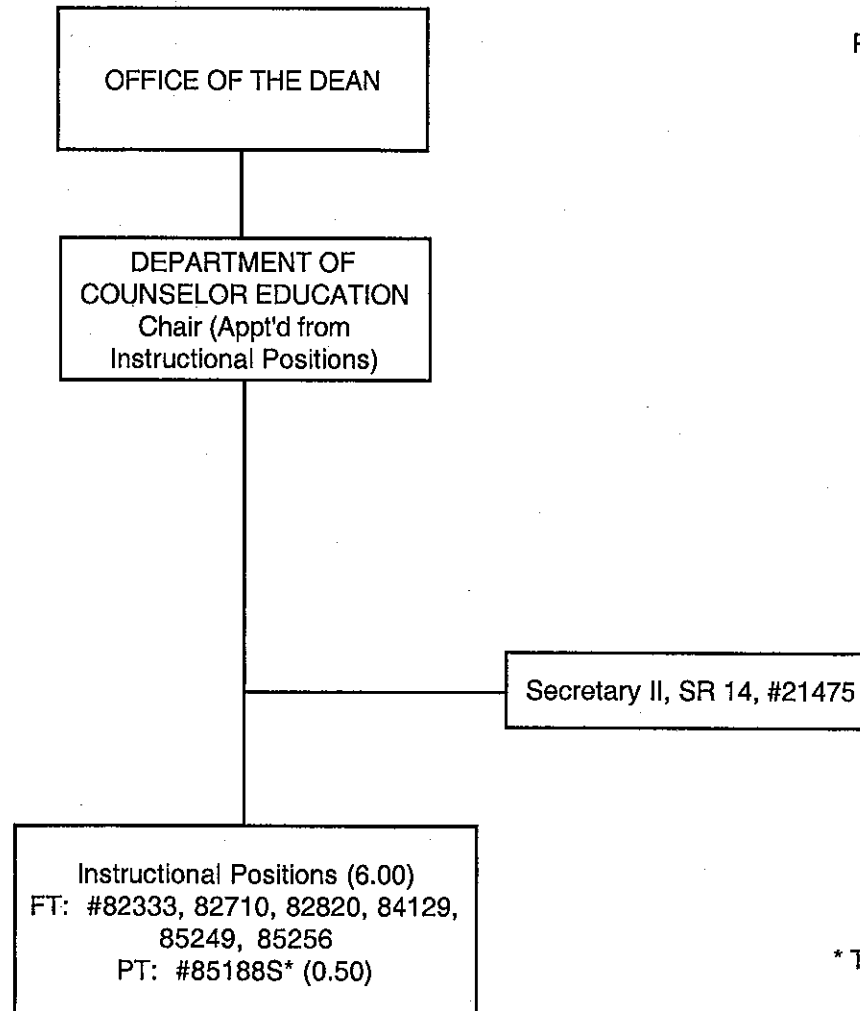 OFFICE OF THE DEAN
DEPARTMENT OF
COUNSELOR EDUCATION
Chair (Appt'd from
Instructional Positions)
Secretary II, SR 14, #21475
Instructional Positions (6.00)
FT: #82333, 82710, 82820, 84129,
85249, 85256
PT: #85188S* (0.50)